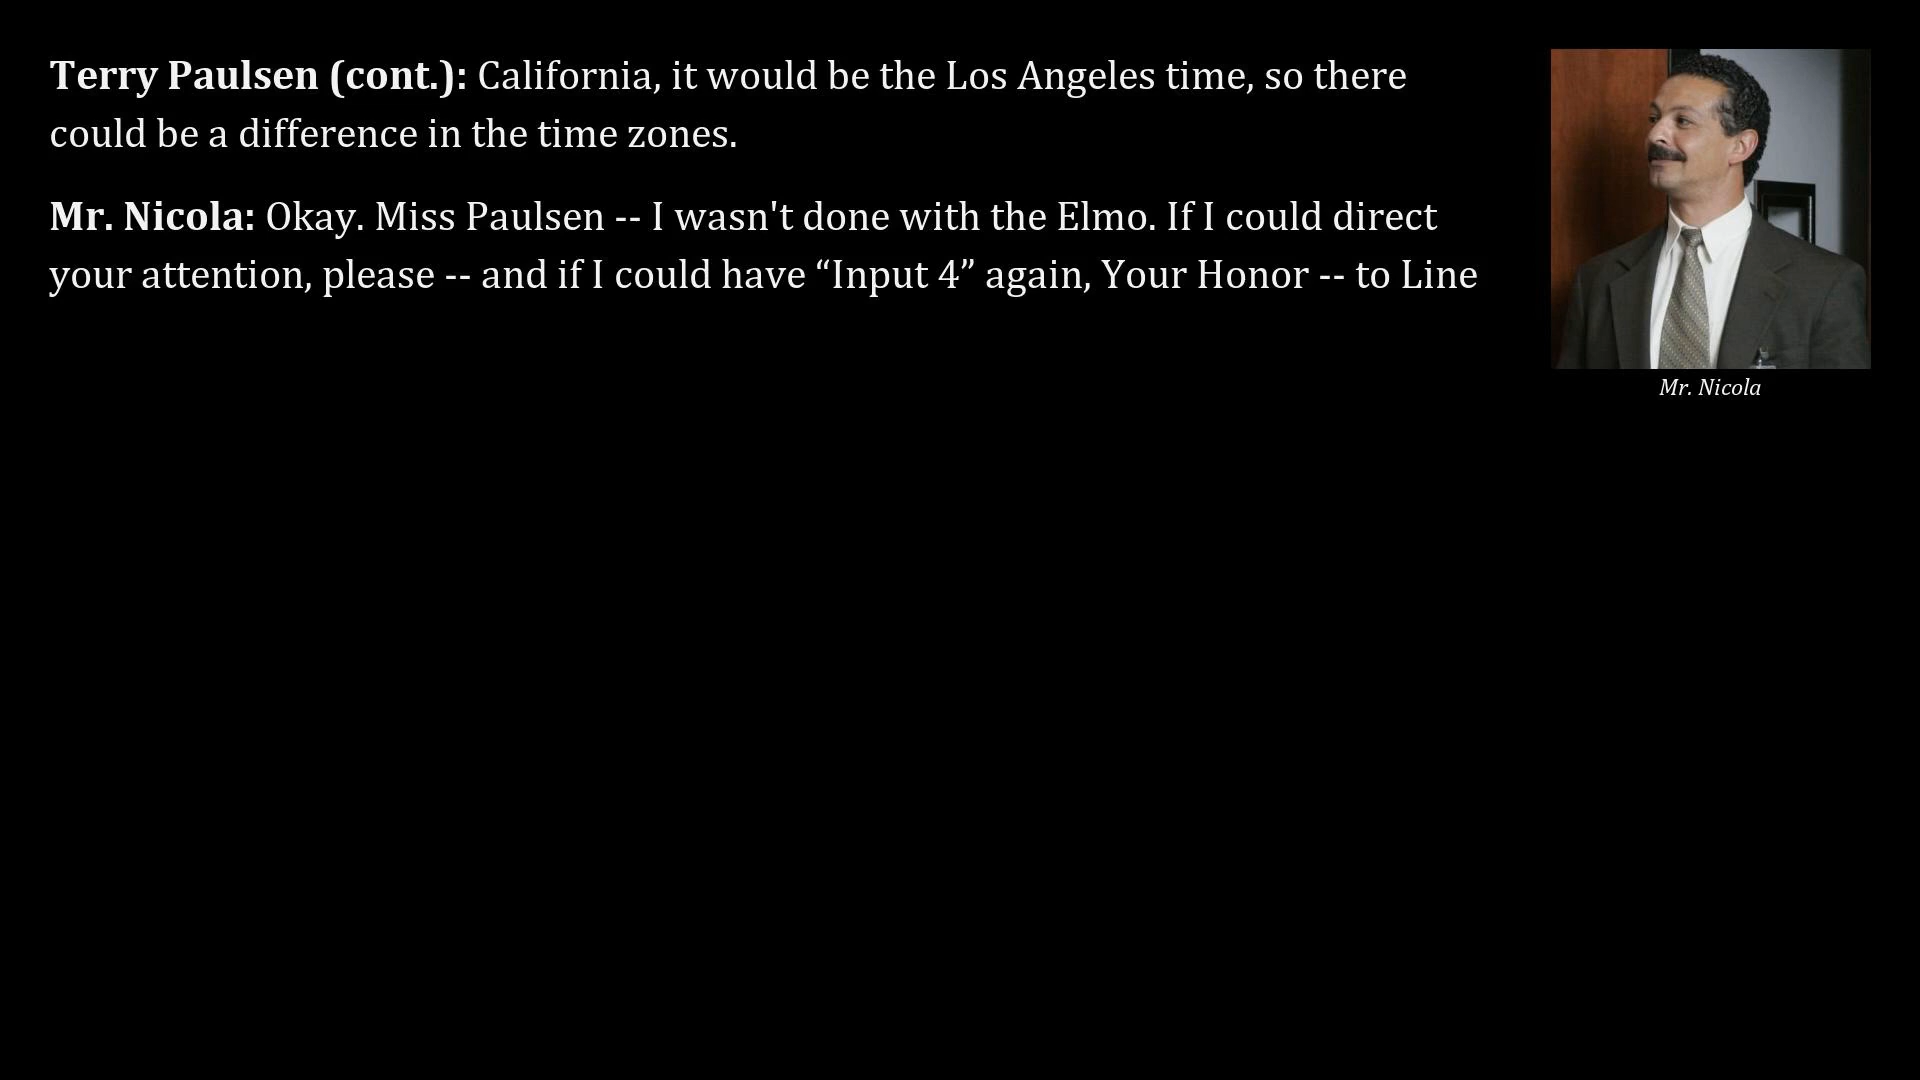 Terry Paulsen (cont.): California, it would be the Los Angeles time, so there
could be a difference in the time zones.
Mr. Nicola: Okay. Miss Paulsen -- I wasn't done with the Elmo. If I could direct
your attention, please -- and if I could have “Input 4” again, Your Honor -- to Line
Mr. Nicola